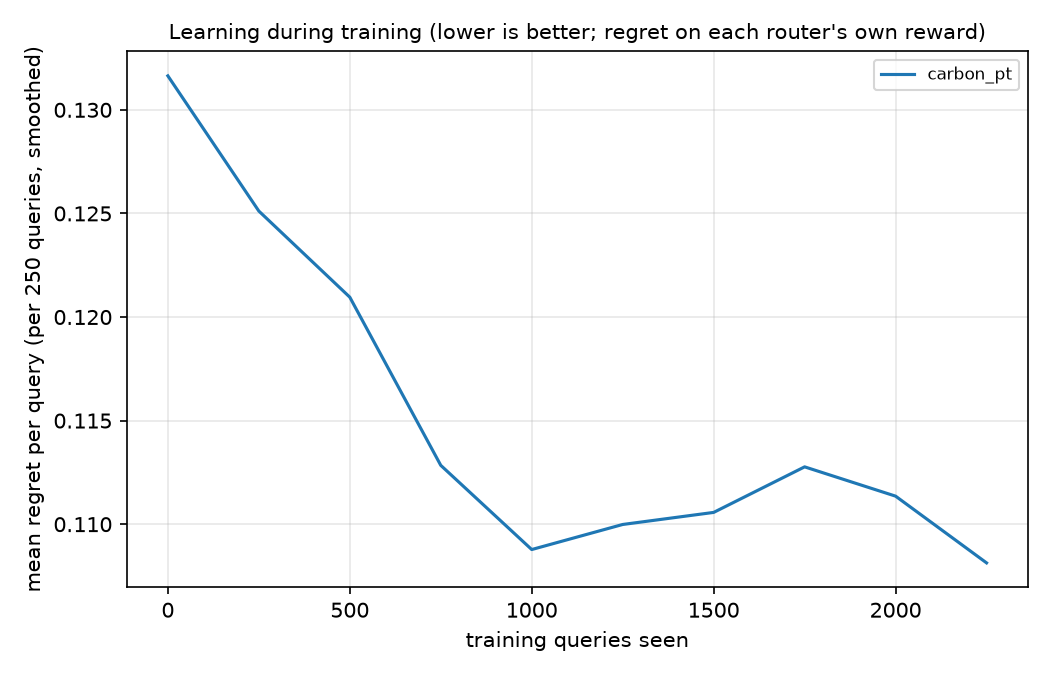 Learning during training (lower is better; regret on each router's own reward)
carbon_pt
mean regret per query (per 250 queries, smoothed)
0.130
0.125
0.120
0.115
0.110
0 500 1000 1500 2000
training queries seen